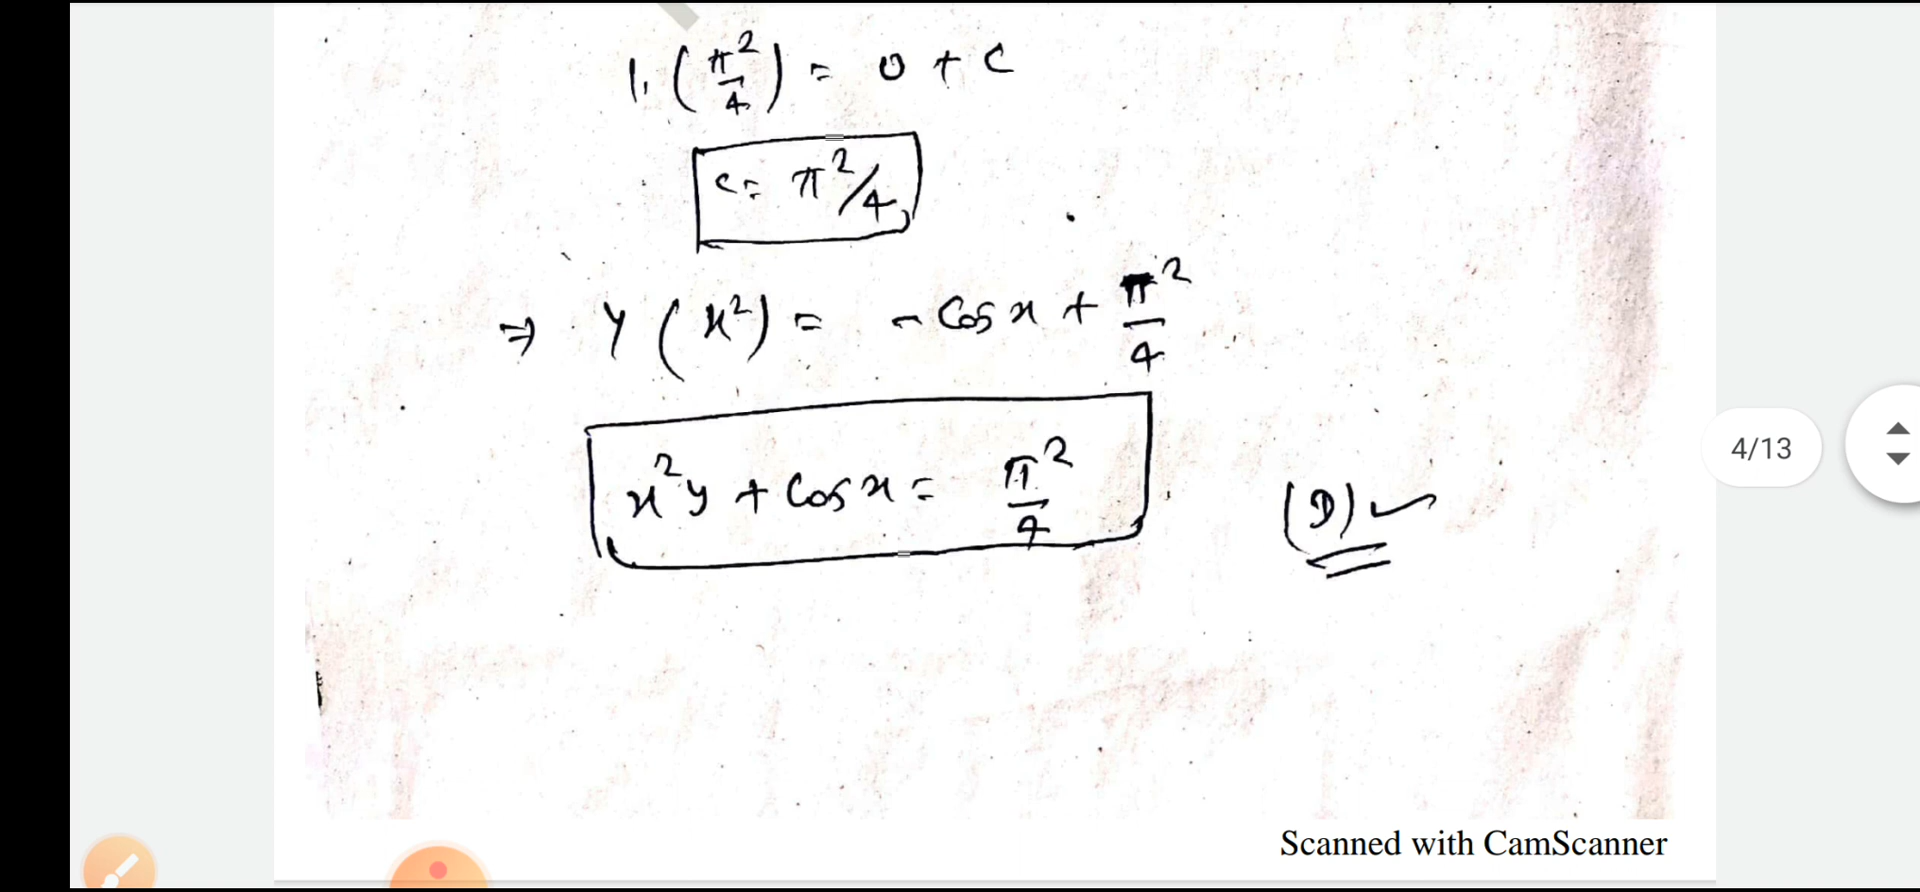 1. (π²/4) = 0 + C
c = π²/4
⇒ y (x²) = - Cos x + π²/4
x²y + Cos x = π²/4
(D) ✓
4/13
Scanned with CamScanner